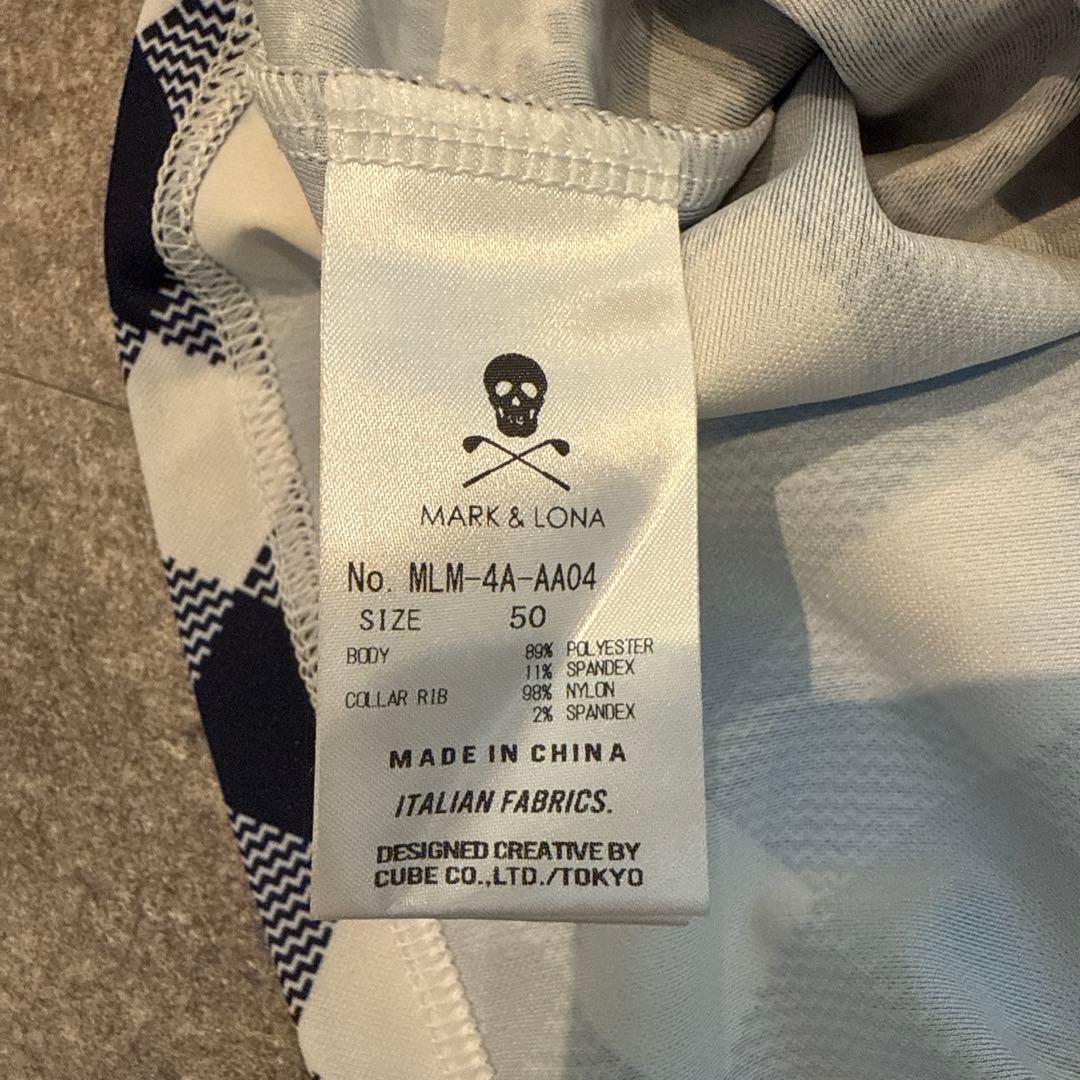 MARK & LONA
No. MLM-4A-AA04
SIZE 50
BODY 89% POLYESTER
11% SPANDEX
COLLAR RIB 98% NYLON
2% SPANDEX
MADE IN CHINA
ITALIAN FABRICS.
DESIGNED CREATIVE BY
CUBE CO.,LTD./TOKYO